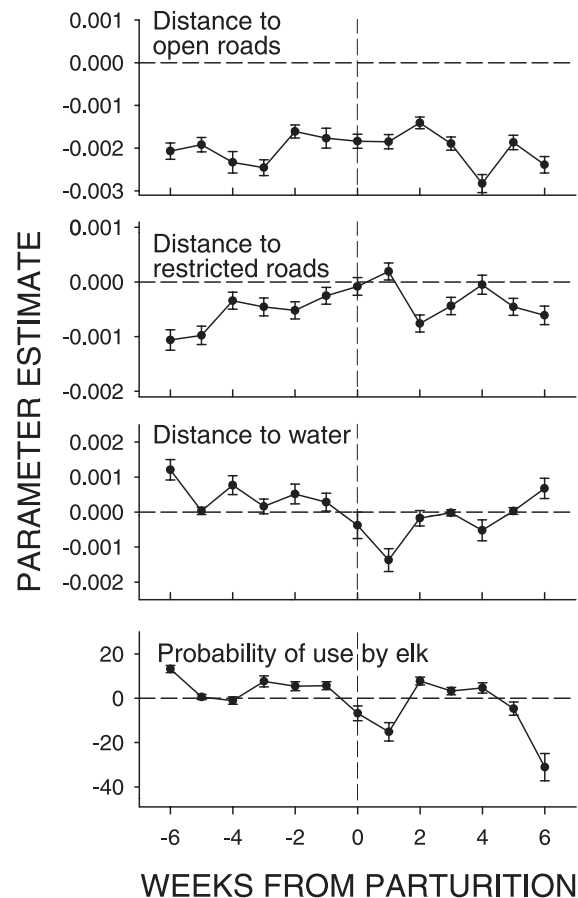 PARAMETER ESTIMATE
Distance to
open roads
0.001
0.000
-0.001
-0.002
-0.003
Distance to
restricted roads
0.001
0.000
-0.001
-0.002
Distance to water
0.002
0.001
0.000
-0.001
-0.002
Probability of use by elk
20
0
-20
-40
-6 -4 -2 0 2 4 6
WEEKS FROM PARTURITION